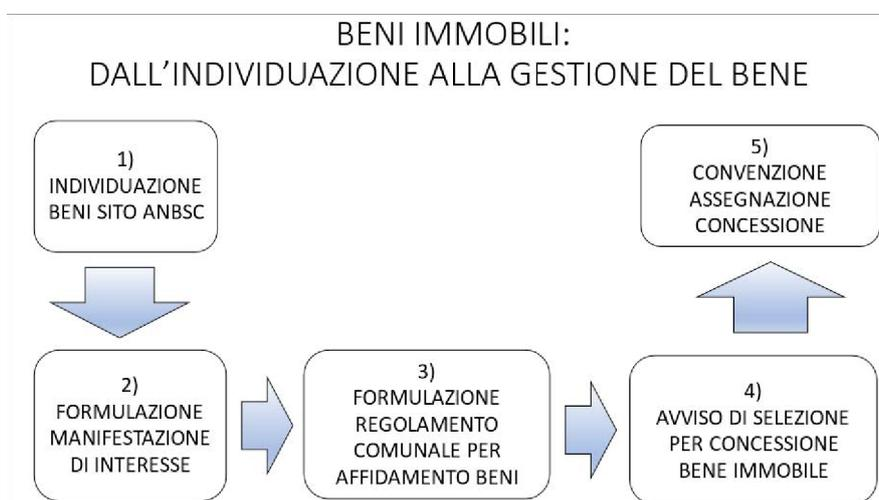 BENI IMMOBILI:
DALL'INDIVIDUAZIONE ALLA GESTIONE DEL BENE
1)
INDIVIDUAZIONE
BENI SITO ANBSC
2)
FORMULAZIONE
MANIFESTAZIONE
DI INTERESSE
3)
FORMULAZIONE
REGOLAMENTO
COMUNALE PER
AFFIDAMENTO BENI
4)
AVVISO DI SELEZIONE
PER CONCESSIONE
BENE IMMOBILE
5)
CONVENZIONE
ASSEGNAZIONE
CONCESSIONE